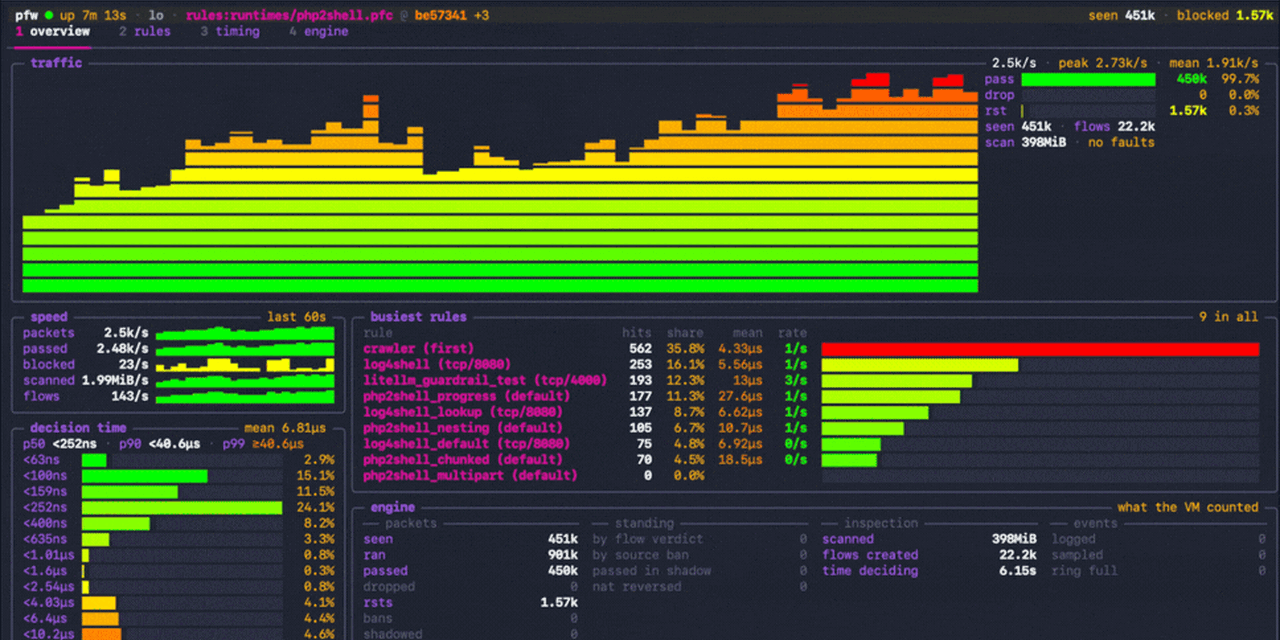 pfw ● up 7m 13s · lo · rules:runtimes/php2shell.pfc @ be57341 +3 seen 451k · blocked 1.57k
1 overview 2 rules 3 timing 4 engine
traffic 2.5k/s · peak 2.73k/s · mean 1.91k/s
pass 450k 99.7%
drop 0 0.0%
rst 1.57k 0.3%
seen 451k · flows 22.2k
scan 398MiB · no faults
speed last 60s
packets 2.5k/s
passed 2.48k/s
blocked 23/s
scanned 1.99MiB/s
flows 143/s
decision time mean 6.81µs
p50 <252ns · p90 <40.6µs · p99 ≥40.6µs
<63ns 2.9%
<100ns 15.1%
<159ns 11.5%
<252ns 24.1%
<400ns 8.2%
<635ns 3.3%
<1.01µs 0.8%
<1.6µs 0.3%
<2.54µs 0.8%
<4.03µs 4.1%
<6.4µs 4.4%
<10.2µs 4.6%
busiest rules 9 in all
rule hits share mean rate
crawler (first) 562 35.8% 4.33µs 1/s
log4shell (tcp/8080) 253 16.1% 5.56µs 1/s
litellm_guardrail_test (tcp/4000) 193 12.3% 13µs 3/s
php2shell_progress (default) 177 11.3% 27.6µs 1/s
log4shell_lookup (tcp/8080) 137 8.7% 6.62µs 1/s
php2shell_nesting (default) 105 6.7% 10.7µs 1/s
log4shell_default (tcp/8080) 75 4.8% 6.92µs 0/s
php2shell_chunked (default) 70 4.5% 18.5µs 0/s
php2shell_multipart (default) 0 0.0%
engine what the VM counted
packets standing inspection events
seen 451k by flow verdict 0 scanned 398MiB logged 0
ran 901k by source ban 0 flows created 22.2k sampled 0
passed 450k passed in shadow 0 time deciding 6.15s ring full 0
dropped 0 nat reversed 0
rsts 1.57k
bans 0
shadowed 0